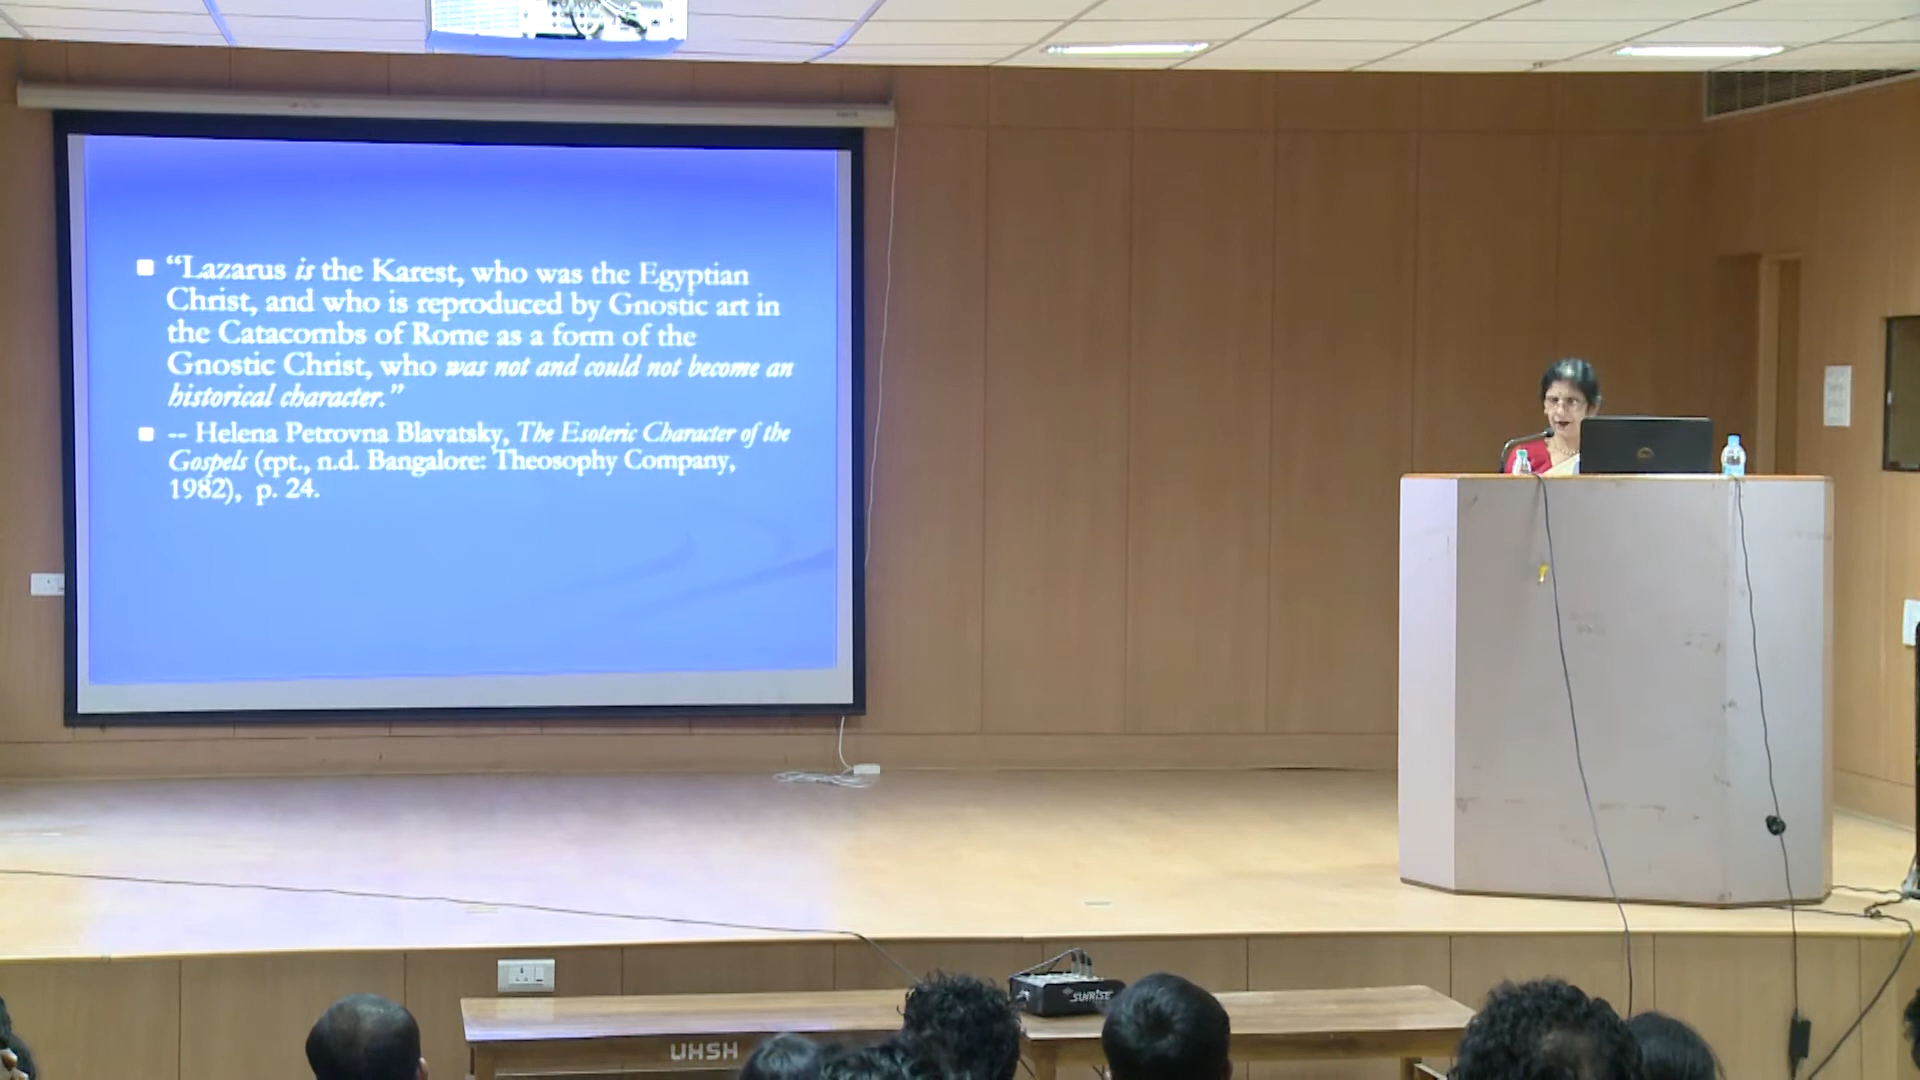 “Lazarus is the Karest, who was the Egyptian
Christ, and who is reproduced by Gnostic art in
the Catacombs of Rome as a form of the
Gnostic Christ, who was not and could not become an
historical character.”
-- Helena Petrovna Blavatsky, The Esoteric Character of the
Gospels (rpt., n.d. Bangalore: Theosophy Company,
1982), p. 24.
SUNRISE
UHSH